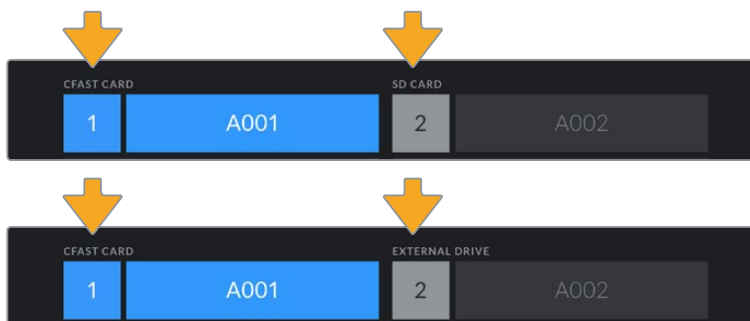 CFAST CARD SD CARD
1 A001 2 A002
CFAST CARD EXTERNAL DRIVE
1 A001 2 A002